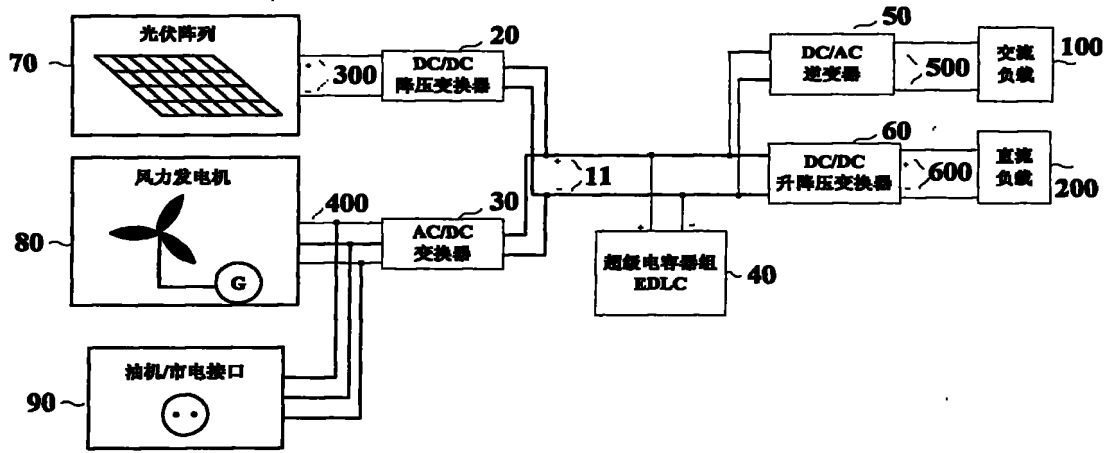 光伏阵列
70
+
-
300
20
DC/DC
降压变换器
50
DC/AC
逆变器
500
交流
负载
100
风力发电机
G
80
400
30
AC/DC
变换器
+
-
11
60
DC/DC
升降压变换器
+
-
600
直流
负载
200
+
-
超级电容器组
EDLC
40
油机/市电接口
90